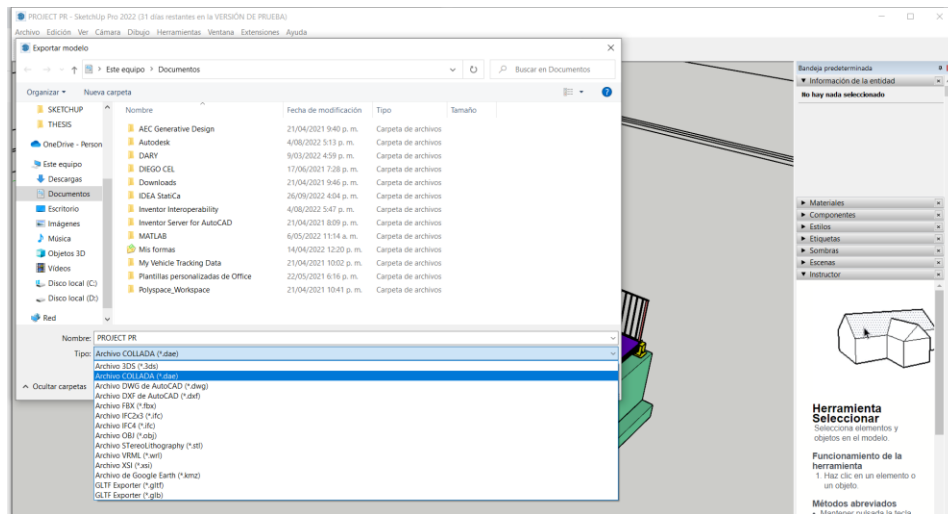 PROJECT PR - SketchUp Pro 2022 (31 días restantes en la VERSIÓN DE PRUEBA)
Archivo Edición Ver Cámara Dibujo Herramientas Ventana Extensiones Ayuda
Exportar modelo
Este equipo > Documentos
Buscar en Documentos
Organizar
Nueva carpeta
Nombre Fecha de modificación Tipo Tamaño
SKETCHUP
THESIS
OneDrive - Person
Este equipo
Descargas
Documentos
Escritorio
Imágenes
Música
Objetos 3D
Vídeos
Disco local (C:)
Disco local (D:)
Red
AEC Generative Design 21/04/2021 9:40 p. m. Carpeta de archivos
Autodesk 4/08/2022 5:13 p. m. Carpeta de archivos
DARY 9/03/2022 4:59 p. m. Carpeta de archivos
DIEGO CEL 17/06/2021 7:28 p. m. Carpeta de archivos
Downloads 21/04/2021 9:46 p. m. Carpeta de archivos
IDEA StatiCa 26/09/2022 4:04 p. m. Carpeta de archivos
Inventor Interoperability 4/08/2022 5:47 p. m. Carpeta de archivos
Inventor Server for AutoCAD 21/04/2021 8:09 p. m. Carpeta de archivos
MATLAB 6/05/2022 11:14 a. m. Carpeta de archivos
Mis formas 14/04/2022 12:20 p. m. Carpeta de archivos
My Vehicle Tracking Data 21/04/2021 10:02 p. m. Carpeta de archivos
Plantillas personalizadas de Office 22/05/2021 6:16 p. m. Carpeta de archivos
Polyspace_Workspace 21/04/2021 10:41 p. m. Carpeta de archivos
Nombre: PROJECT PR
Tipo: Archivo COLLADA (*.dae)
Ocultar carpetas
Archivo 3DS (*.3ds)
Archivo COLLADA (*.dae)
Archivo DWG de AutoCAD (*.dwg)
Archivo DXF de AutoCAD (*.dxf)
Archivo FBX (*.fbx)
Archivo IFC2x3 (*.ifc)
Archivo IFC4 (*.ifc)
Archivo OBJ (*.obj)
Archivo STereoLithography (*.stl)
Archivo VRML (*.wrl)
Archivo XSI (*.xsi)
Archivo de Google Earth (*.kmz)
GLTF Exporter (*.gltf)
GLTF Exporter (*.glb)
Bandeja predeterminada
Información de la entidad
No hay nada seleccionado
Materiales
Componentes
Estilos
Etiquetas
Sombras
Escenas
Instructor
Herramienta
Seleccionar
Selecciona elementos y
objetos en el modelo.
Funcionamiento de la
herramienta
1. Haz clic en un elemento o
un objeto.
Métodos abreviados
• Mantener pulsada la tecla